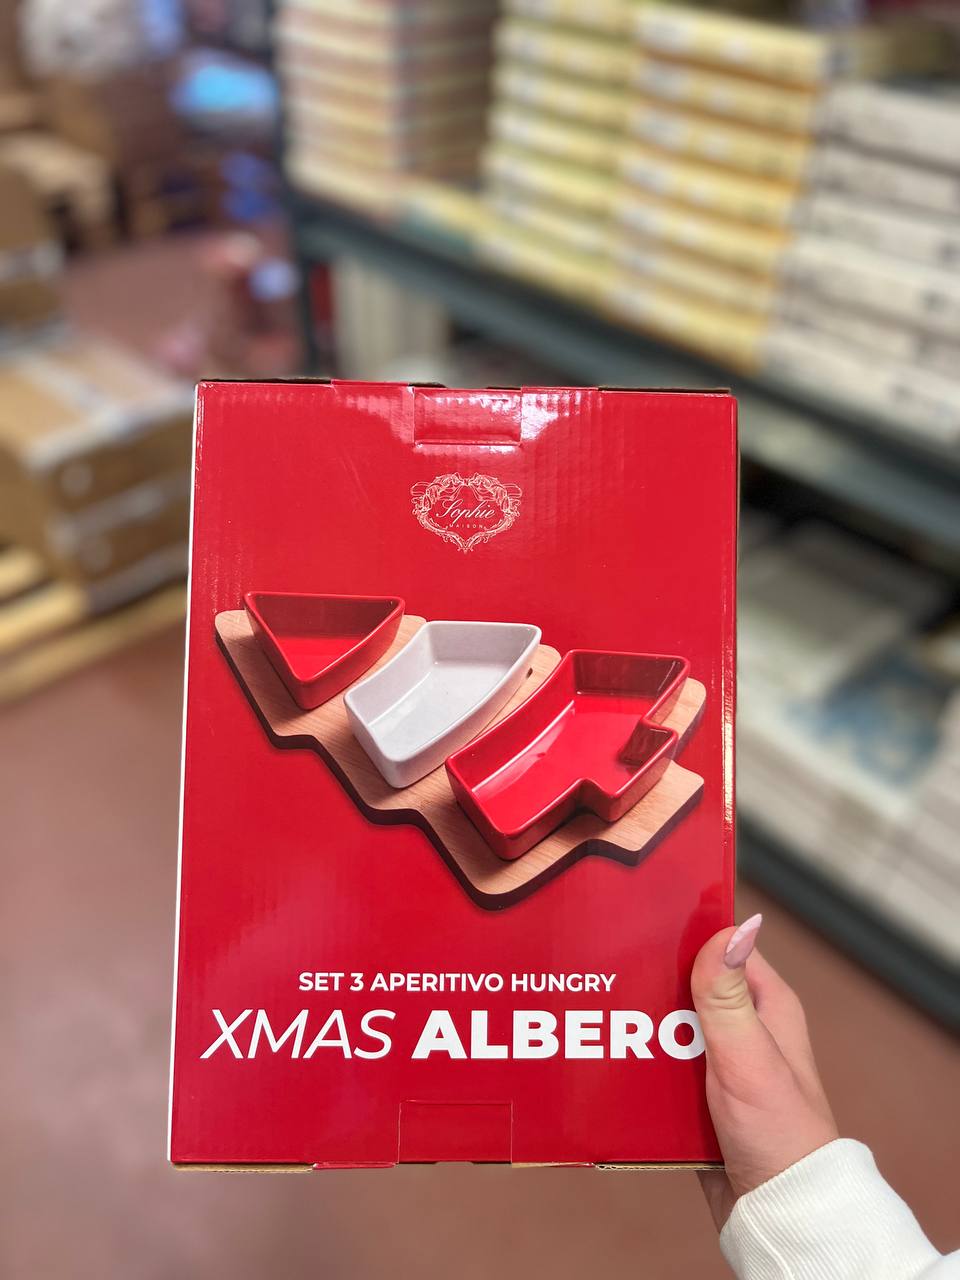 Sophie
MAISON
SET 3 APERITIVO HUNGRY
XMAS ALBERO